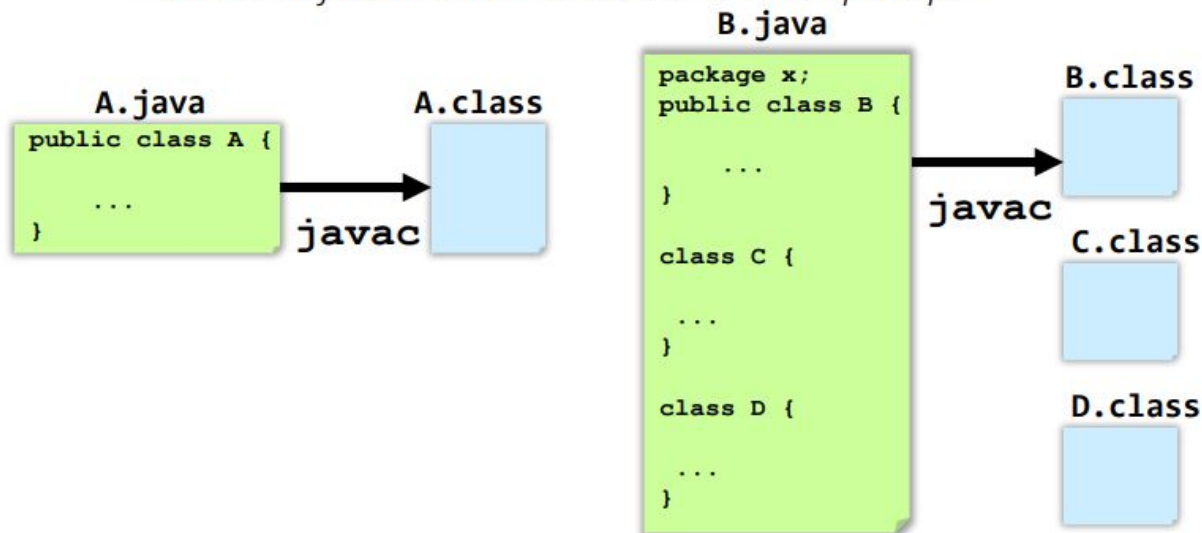 A.java
public class A {
...
}
javac
A.class
B.java
package x;
public class B {
...
}
class C {
...
}
class D {
...
}
javac
B.class
C.class
D.class